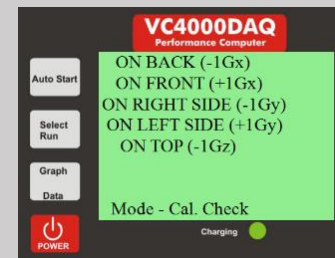 VC4000DAQ
Performance Computer
Auto Start
Select
Run
Graph
Data
POWER
ON BACK (-1Gx)
ON FRONT (+1Gx)
ON RIGHT SIDE (-1Gy)
ON LEFT SIDE (+1Gy)
ON TOP (-1Gz)
Mode - Cal. Check
Charging